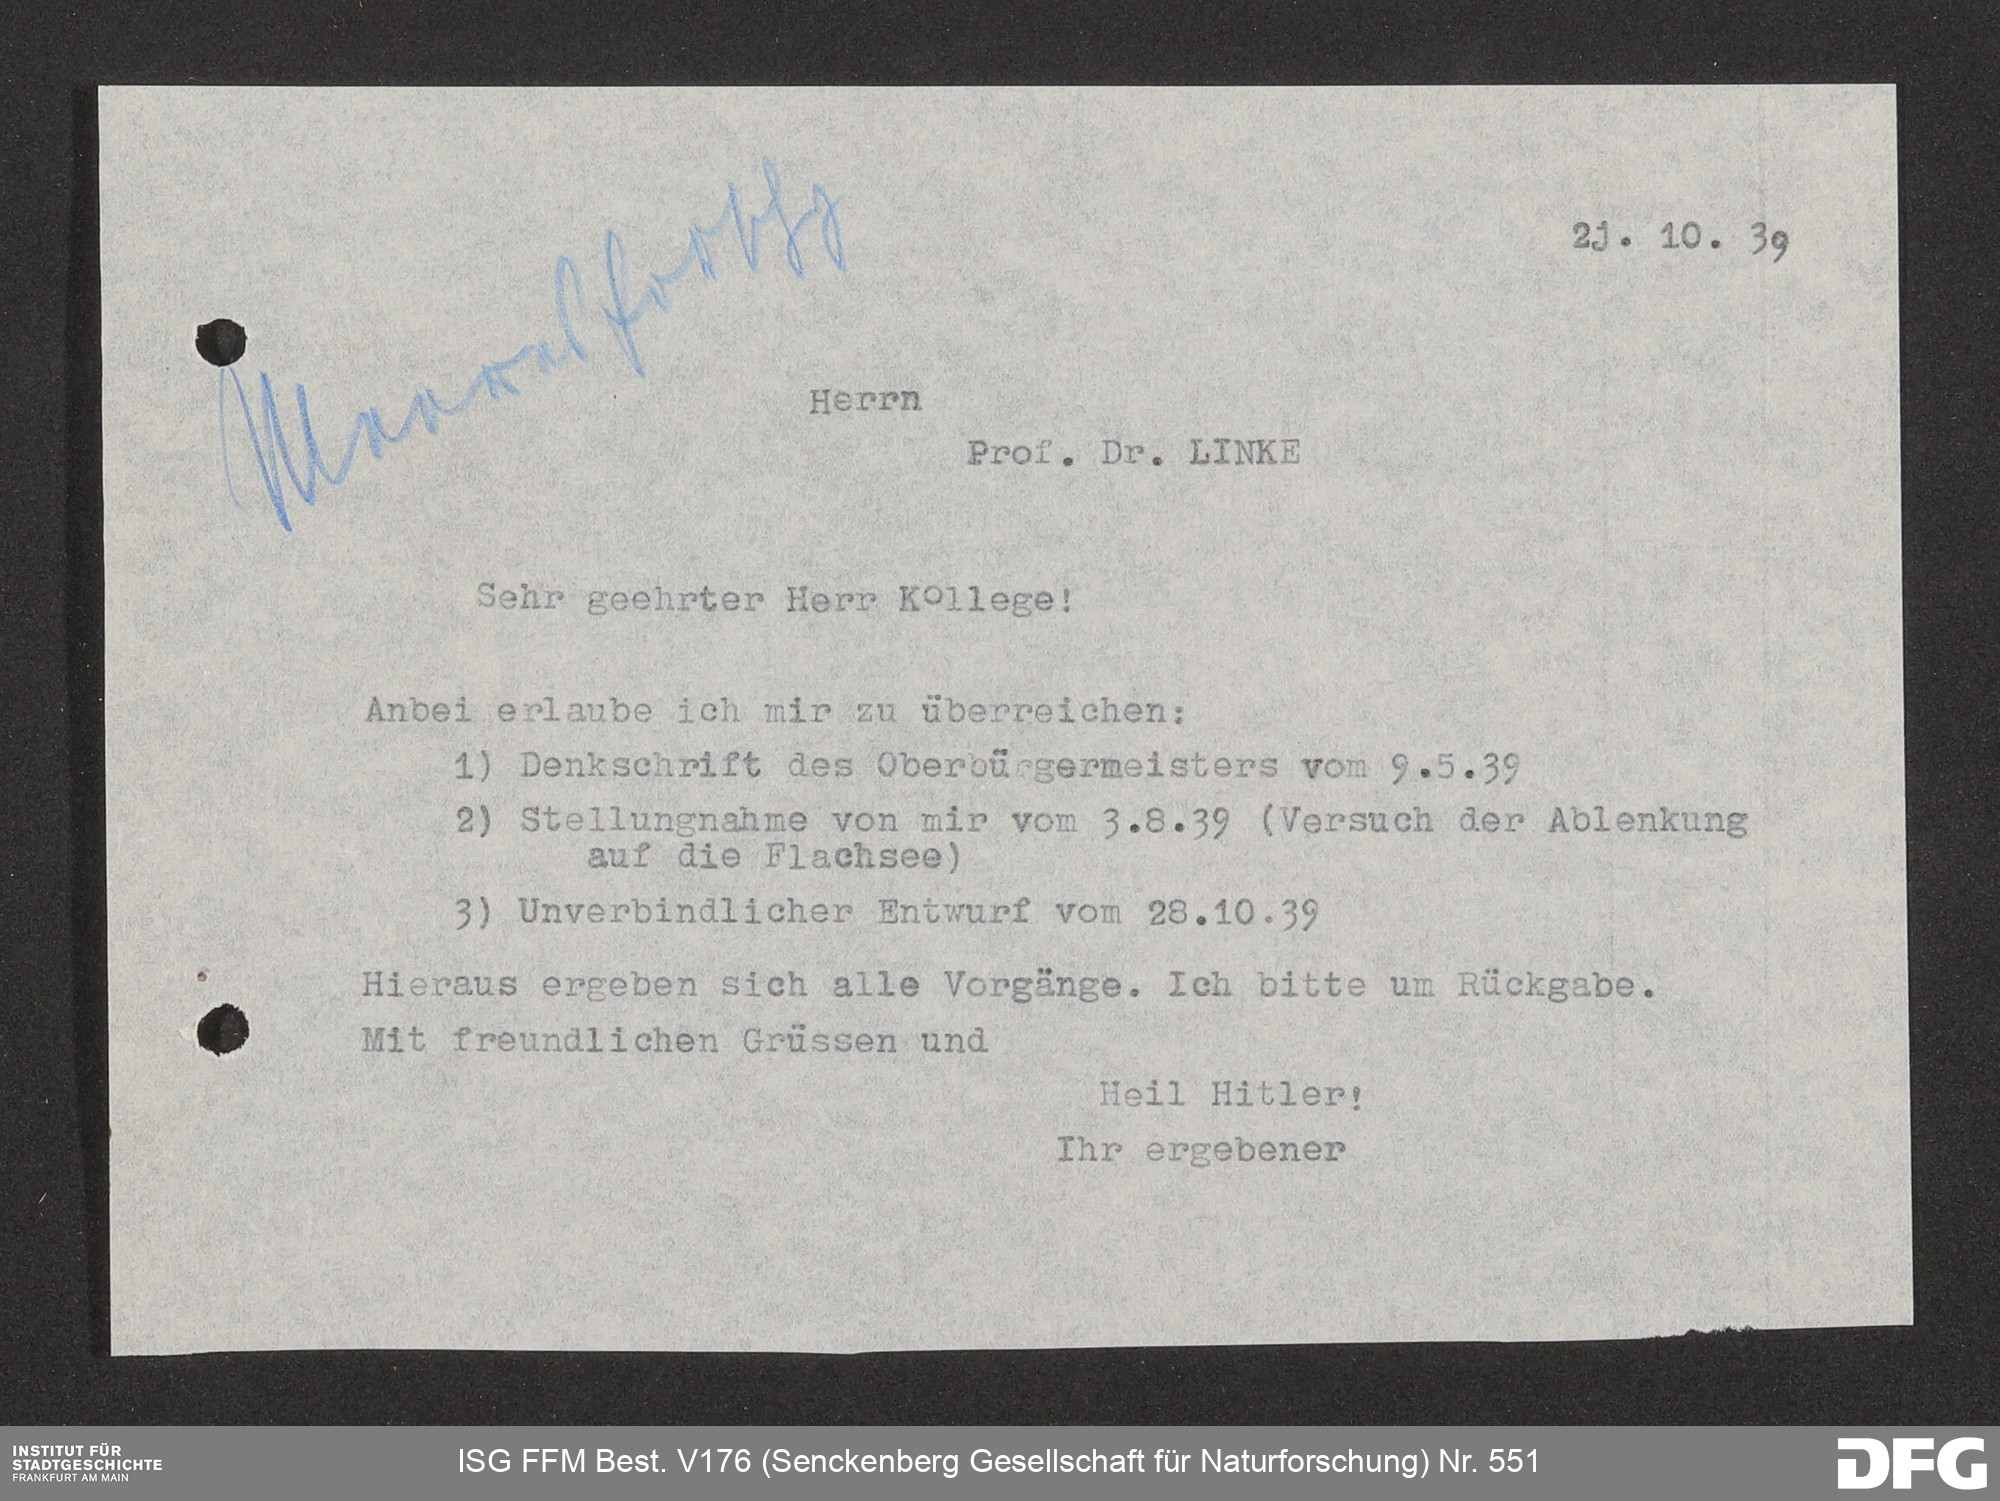 2j. 10. 39
Herrn
Prof. Dr. LINKE
Sehr geehrter Herr Kollege!
Anbei erlaube ich mir zu überreichen:
1) Denkschrift des Oberbürgermeisters vom 9.5.39
2) Stellungnahme von mir vom 3.8.39 (Versuch der Ablenkung
auf die Flachsee)
3) Unverbindlicher Entwurf vom 28.10.39
Hieraus ergeben sich alle Vorgänge. Ich bitte um Rückgabe.
Mit freundlichen Grüssen und
Heil Hitler!
Ihr ergebener
INSTITUT FÜR
STADTGESCHICHTE
FRANKFURT AM MAIN
ISG FFM Best. V176 (Senckenberg Gesellschaft für Naturforschung) Nr. 551
DFG